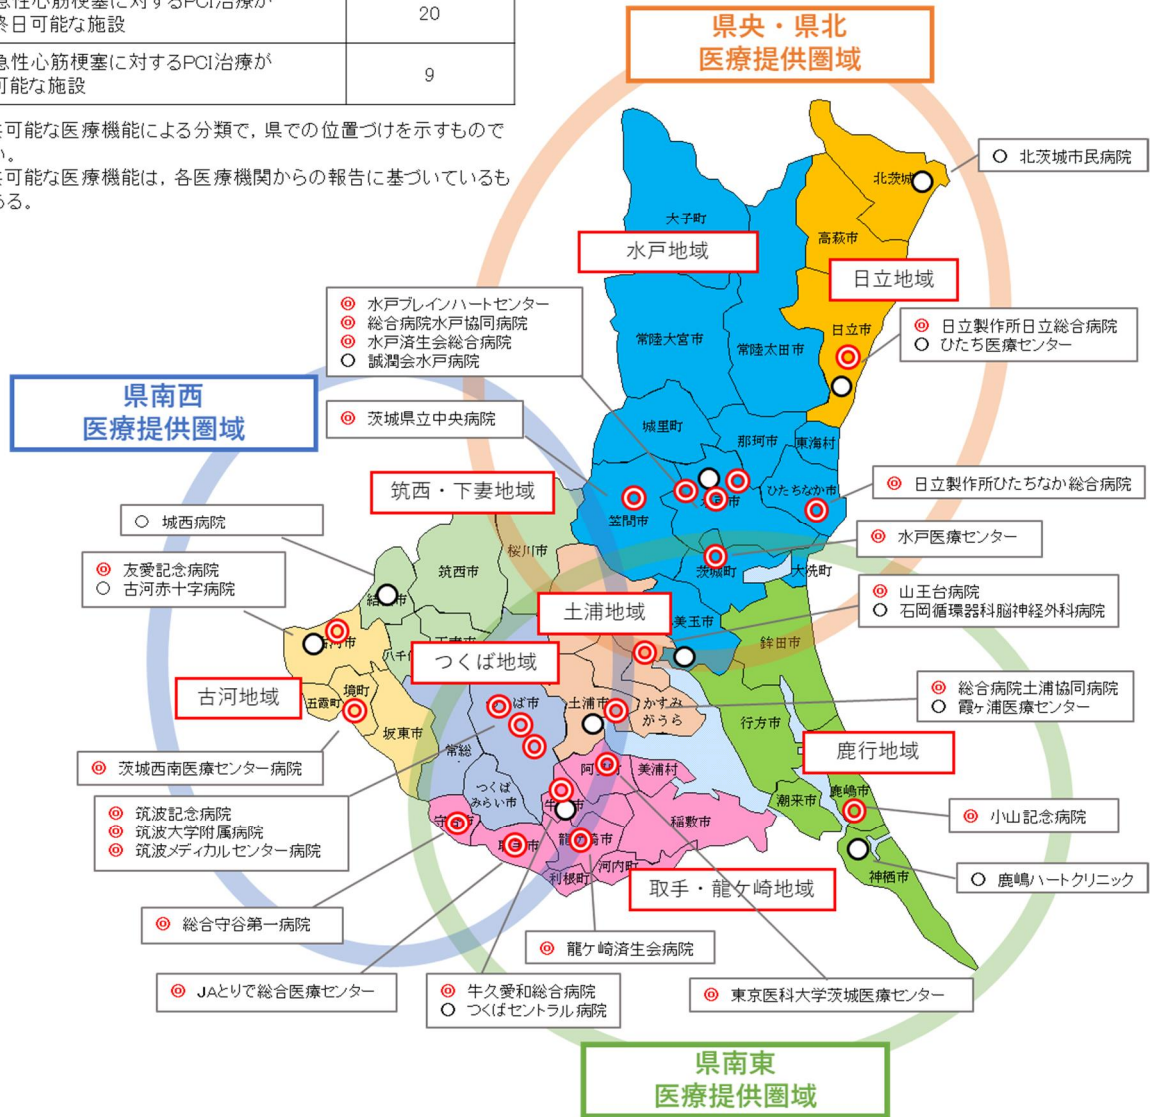 急性心筋梗塞に対するPCI治療が
終日可能な施設
20
急性心筋梗塞に対するPCI治療が
可能な施設
9
可能な医療機能による分類で，県での位置づけを示すもので
い。
可能な医療機能は，各医療機関からの報告に基づいているも
ある。
県央・県北
医療提供圏域
○ 北茨城市民病院
北茨城
大子町
高萩市
水戸地域
日立地域
◎ 水戸ブレインハートセンター
◎ 総合病院水戸協同病院
◎ 水戸済生会総合病院
○ 誠潤会水戸病院
常陸大宮市
常陸太田市
日立市
◎ 日立製作所日立総合病院
○ ひたち医療センター
県南西
医療提供圏域
◎ 茨城県立中央病院
城里町
那珂市
東海村
筑西・下妻地域
笠間市
ひたちなか市
◎ 日立製作所ひたちなか総合病院
○ 城西病院
桜川市
筑西市
茨城町
大洗町
◎ 水戸医療センター
◎ 友愛記念病院
○ 古河赤十字病院
土浦地域
美玉市
鉾田市
◎ 山王台病院
○ 石岡循環器科脳神経外科病院
つくば地域
古河地域
五霞町
境町
坂東市
常総
つくば
みらい市
土浦市
かすみ
がうら
行方市
◎ 総合病院土浦協同病院
○ 霞ヶ浦医療センター
鹿行地域
◎ 茨城西南医療センター病院
美浦村
潮来市
鹿嶋市
◎ 筑波記念病院
◎ 筑波大学附属病院
◎ 筑波メディカルセンター病院
稲敷市
◎ 小山記念病院
河内町
利根町
神栖市
取手・龍ケ崎地域
○ 鹿嶋ハートクリニック
◎ 総合守谷第一病院
◎ 龍ケ崎済生会病院
◎ JAとりで総合医療センター
◎ 牛久愛和総合病院
○ つくばセントラル病院
◎ 東京医科大学茨城医療センター
県南東
医療提供圏域